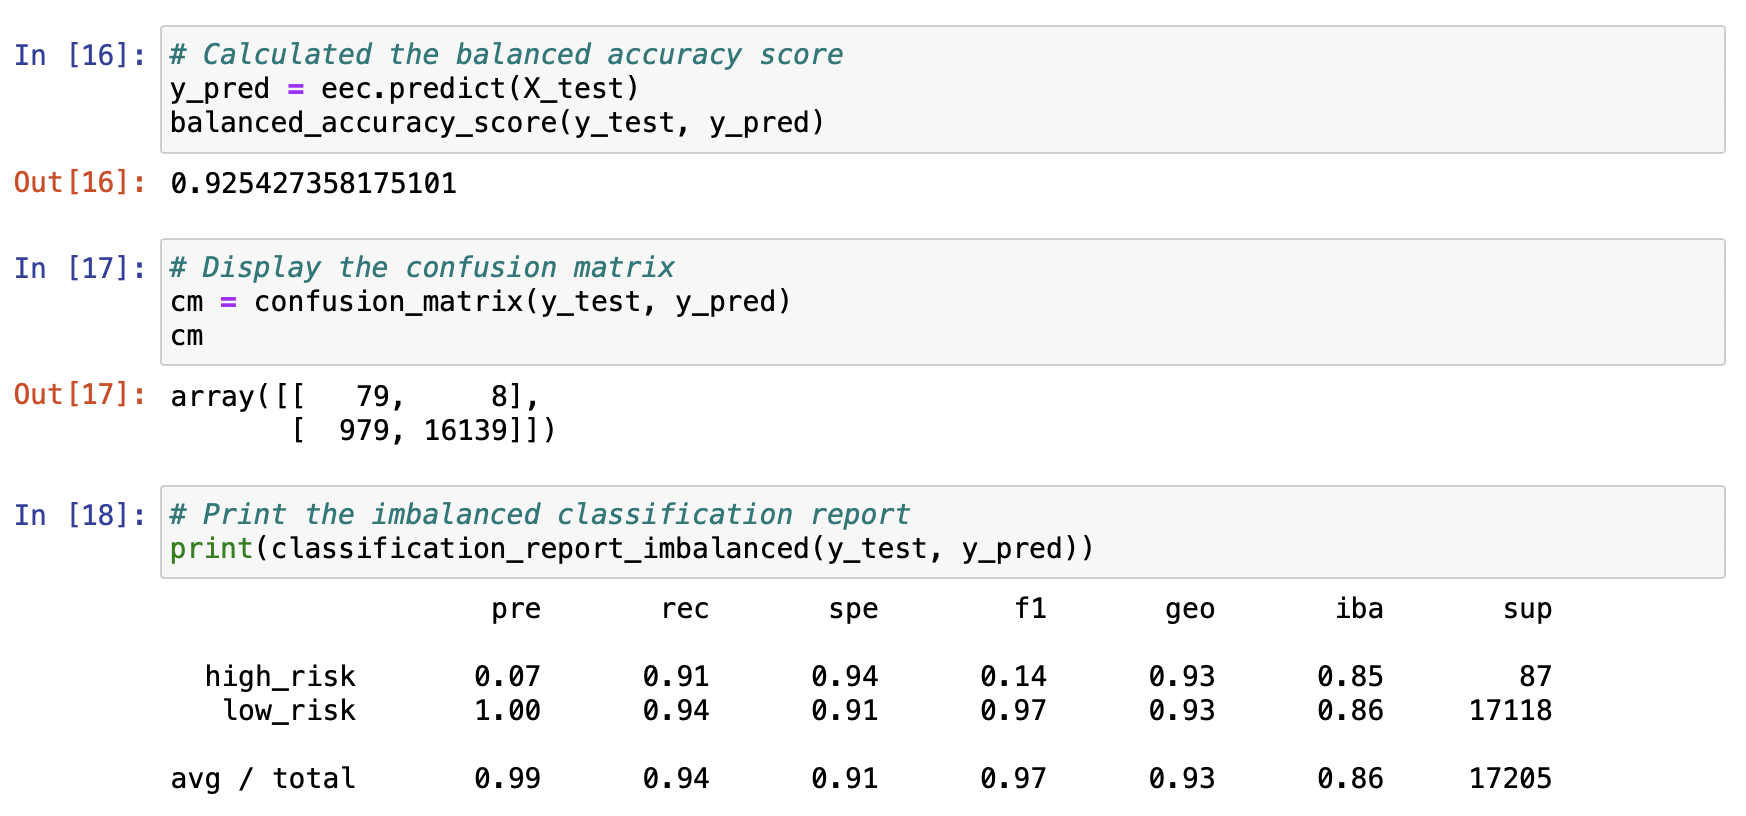 In [16]: # Calculated the balanced accuracy score
y_pred = eec.predict(X_test)
balanced_accuracy_score(y_test, y_pred)
Out[16]: 0.925427358175101
In [17]: # Display the confusion matrix
cm = confusion_matrix(y_test, y_pred)
cm
Out[17]: array([[   79,     8],
       [  979, 16139]])
In [18]: # Print the imbalanced classification report
print(classification_report_imbalanced(y_test, y_pred))
pre rec spe f1 geo iba sup
high_risk 0.07 0.91 0.94 0.14 0.93 0.85 87
low_risk 1.00 0.94 0.91 0.97 0.93 0.86 17118
avg / total 0.99 0.94 0.91 0.97 0.93 0.86 17205